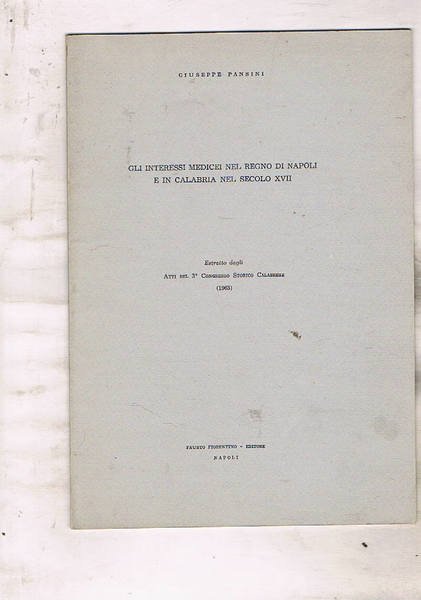 GIUSEPPE PANSINI
GLI INTERESSI MEDICEI NEL REGNO DI NAPOLI
E IN CALABRIA NEL SECOLO XVII
Estratto dagli
ATTI DEL 3° CONGRESSO STORICO CALABRESE
(1963)
FAUSTO FIORENTINO - EDITORE
NAPOLI